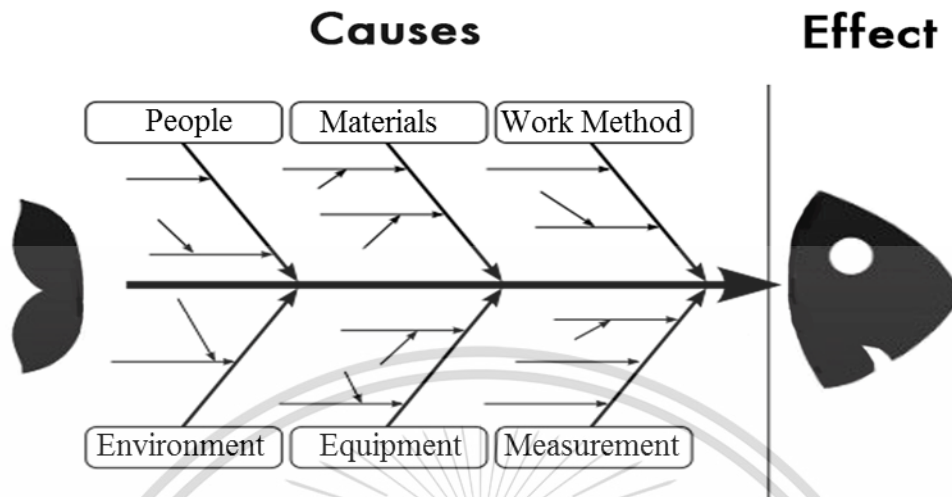 Causes
Effect
People
Materials
Work Method
Environment
Equipment
Measurement